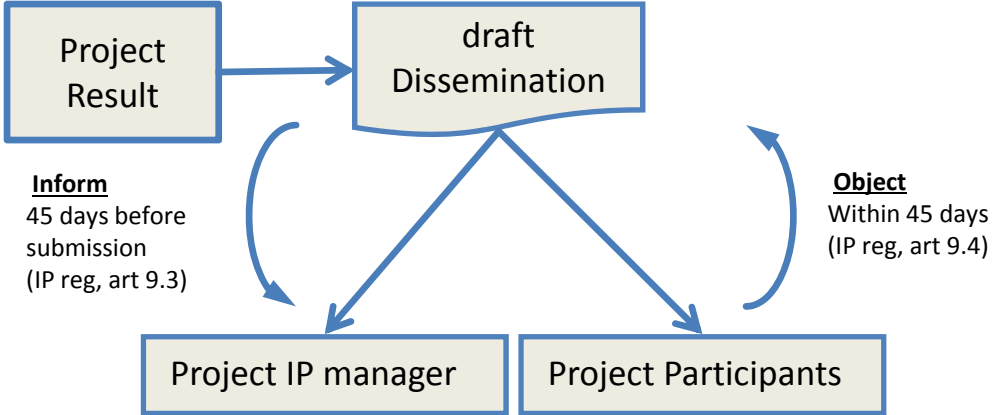 Project
Result
draft
Dissemination
Inform
45 days before
submission
(IP reg, art 9.3)
Object
Within 45 days
(IP reg, art 9.4)
Project IP manager
Project Participants